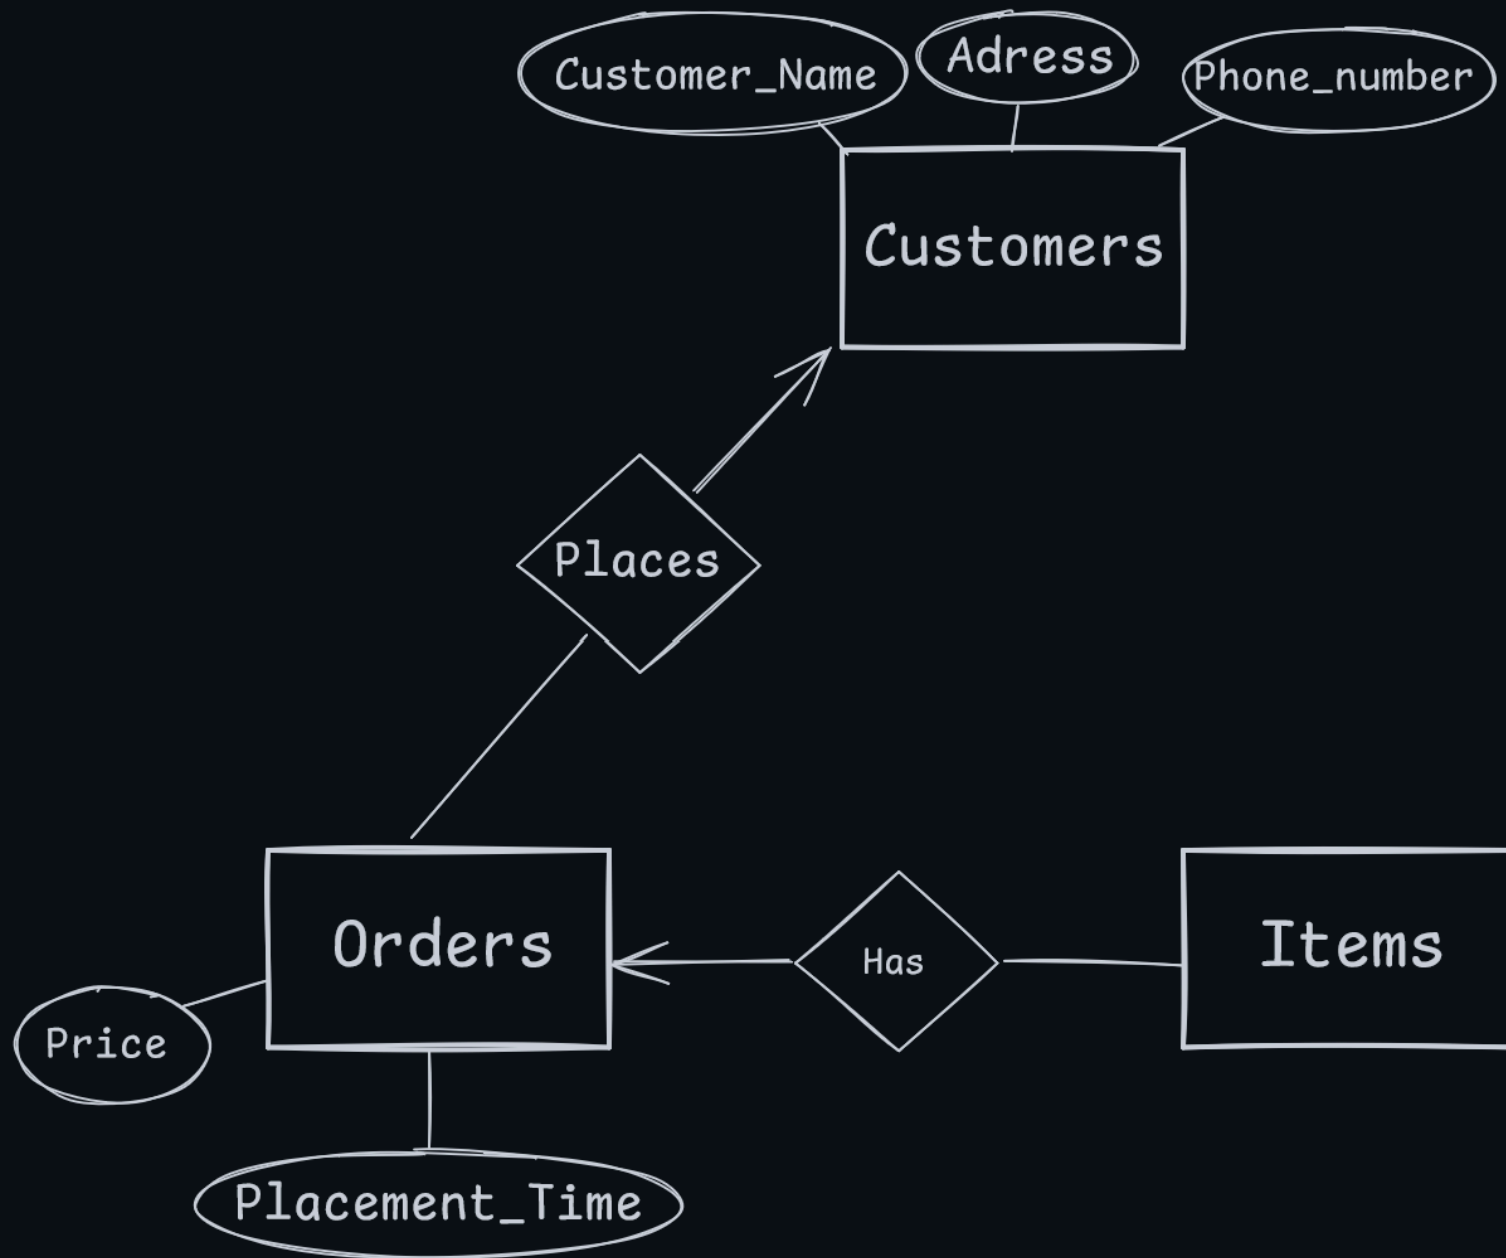 Customer_Name
Adress
Phone_number
Customers
Places
Orders
Has
Items
Price
Placement_Time